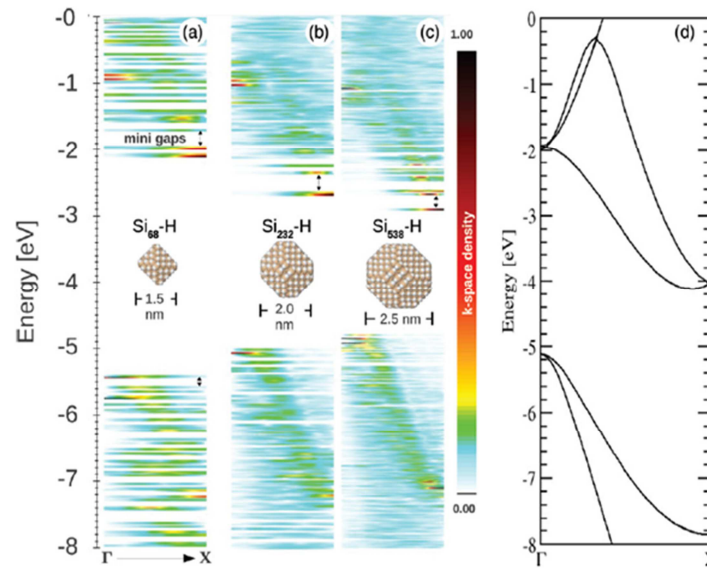 -0
-1
-2
-3
-4
-5
-6
-7
-8
Energy [eV]
(a)
(b)
(c)
mini gaps
Si68-H
Si232-H
Si538-H
1.5
nm
2.0
nm
2.5 nm
Γ
X
1.00
k-space density
0.00
(d)
0
-1
-2
-3
-4
-5
-6
-7
-8
Energy [eV]
Γ